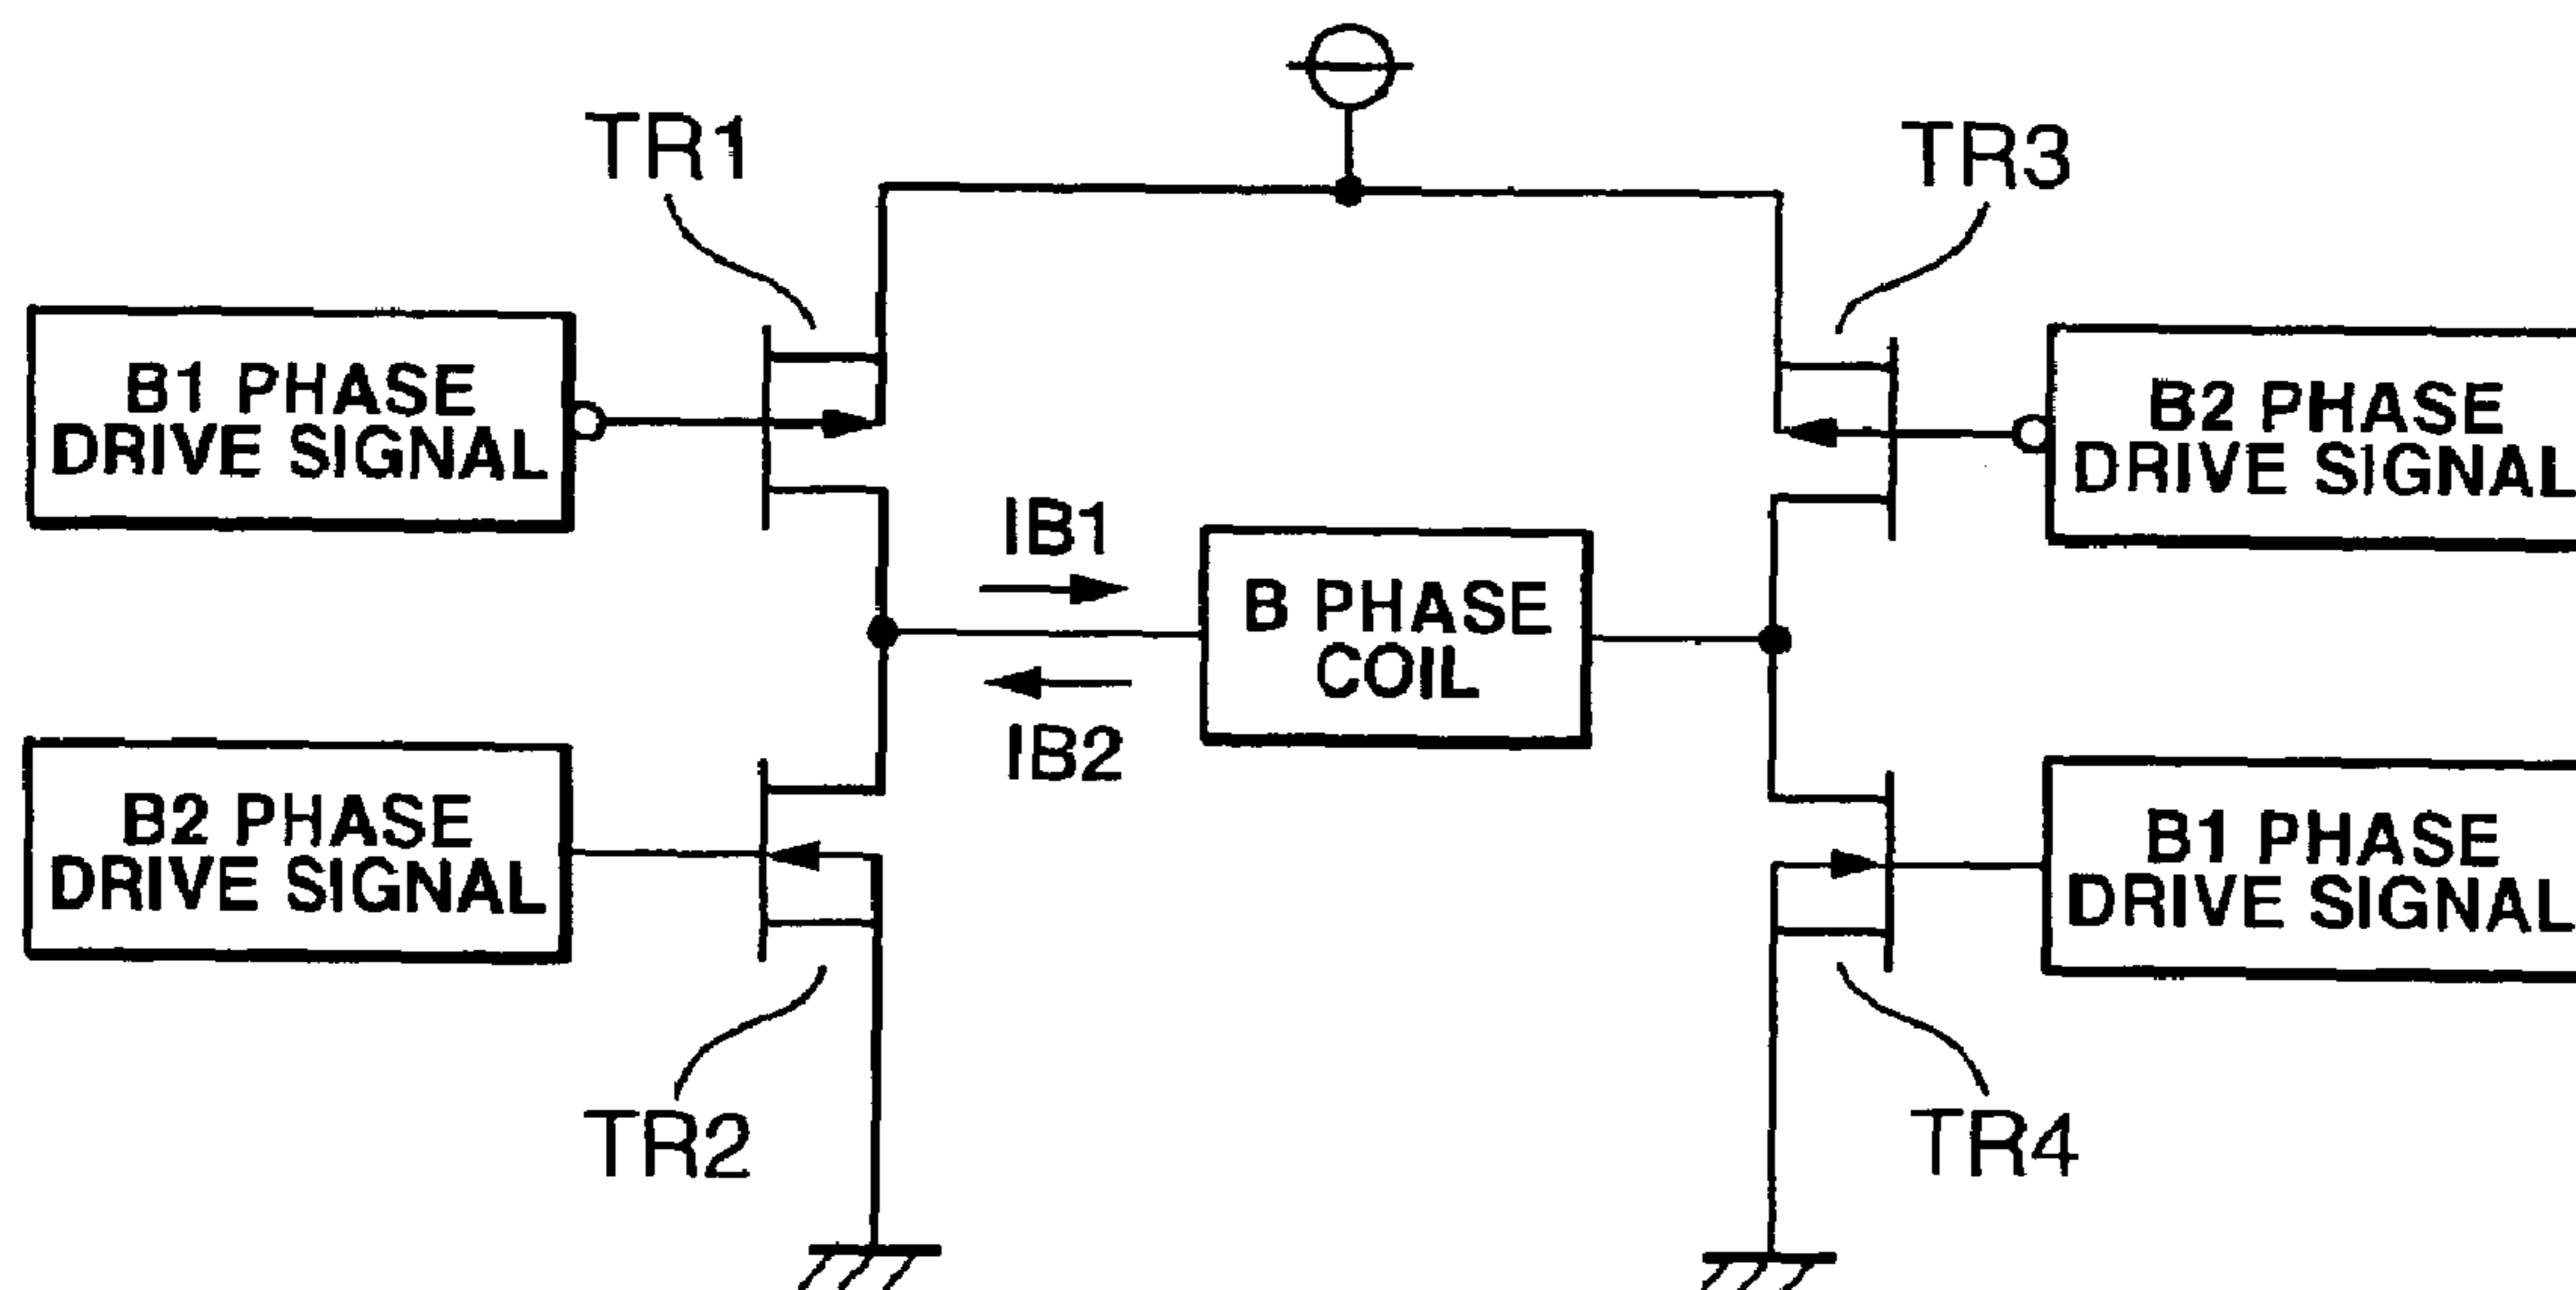 TR1
TR3
B1 PHASE
DRIVE SIGNAL
B2 PHASE
DRIVE SIGNAL
IB1
B PHASE
COIL
IB2
B2 PHASE
DRIVE SIGNAL
B1 PHASE
DRIVE SIGNAL
TR2
TR4